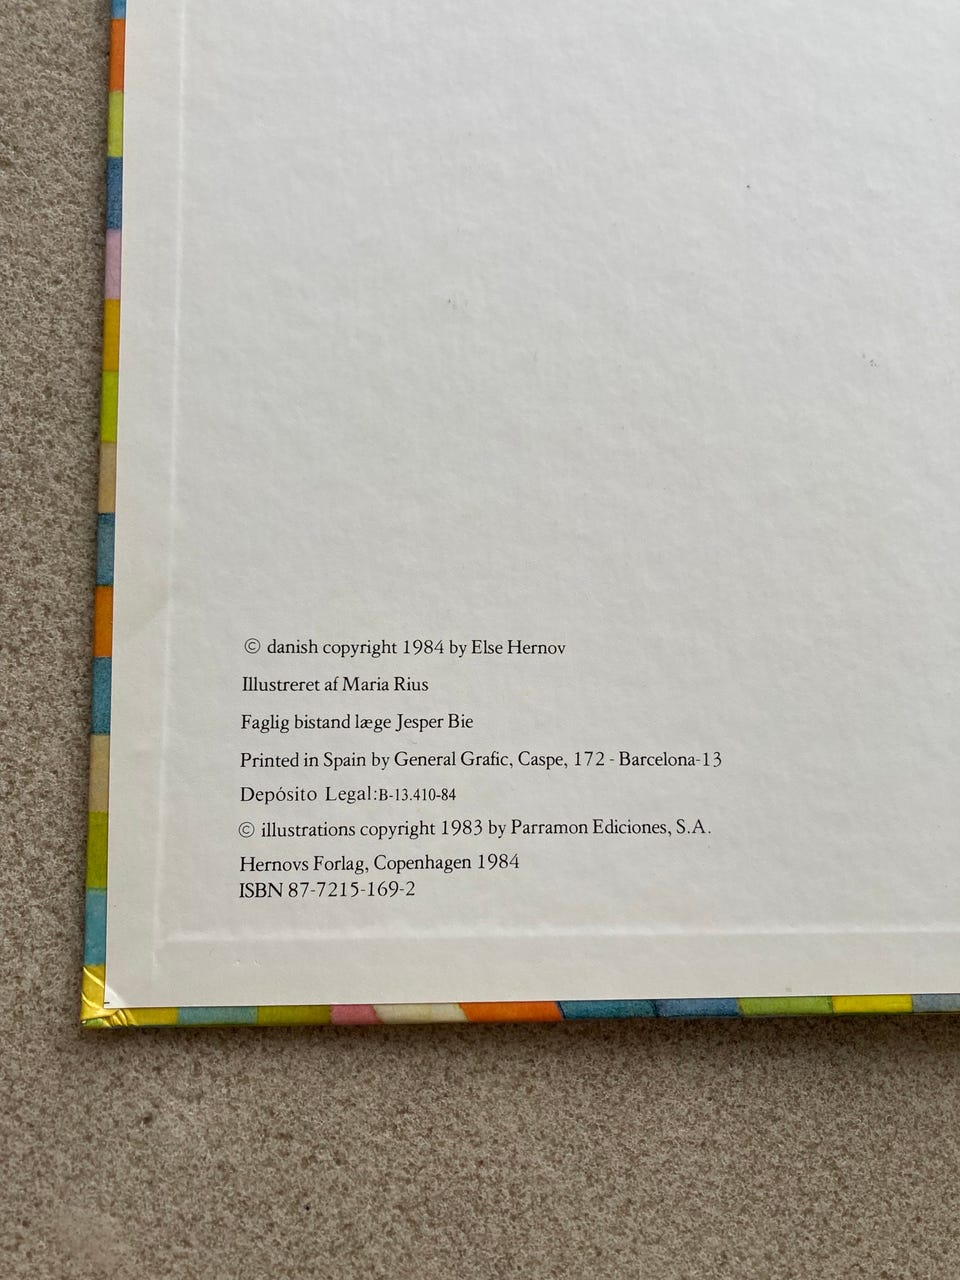 © danish copyright 1984 by Else Hernov
Illustreret af Maria Rius
Faglig bistand læge Jesper Bie
Printed in Spain by General Grafic, Caspe, 172 - Barcelona-13
Depósito Legal:B-13.410-84
© illustrations copyright 1983 by Parramon Ediciones, S.A.
Hernovs Forlag, Copenhagen 1984
ISBN 87-7215-169-2